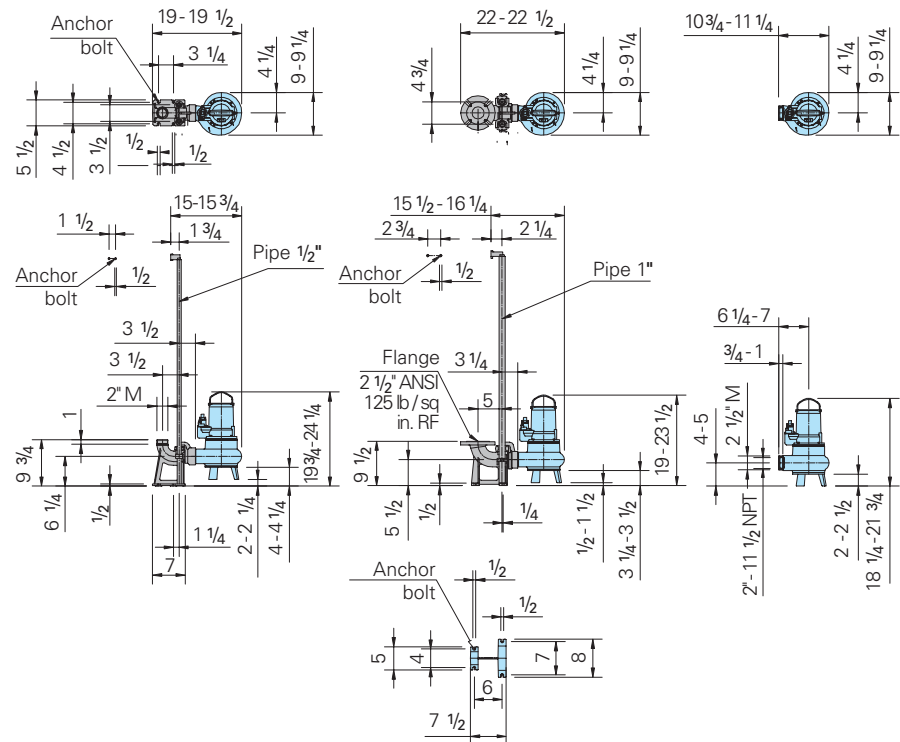 19 - 19 1/2
22 - 22 1/2
10 3/4 - 11 1/4
Anchor
bolt
3 1/4
4 1/4
9 - 9 1/4
4 3/4
4 1/4
9 - 9 1/4
4 1/4
9 - 9 1/4
5 1/2
4 1/2
3 1/2
1/2
1/2
15-15 3/4
1 3/4
1 1/2
Anchor
bolt
1/2
Pipe 1/2"
15 1/2 - 16 1/4
2 3/4
2 1/4
Anchor
bolt
1/2
Pipe 1"
3 1/2
3 1/2
2" M
1
9 3/4
6 1/4
1/2
1 1/4
7
2 - 2 1/4
4 - 4 1/4
19 3/4-24 1/4
Flange
2 1/2" ANSI
125 lb / sq
in. RF
3 1/4
5
9 1/2
5 1/2
1/2
1/4
1/2 - 1 1/2
3 1/4 - 3 1/2
19 - 23 1/2
6 1/4 - 7
3/4 - 1
4 - 5
2 1/2" M
2" - 11 1/2 NPT
2 - 2 1/2
18 1/4 - 21 3/4
Anchor
bolt
1/2
1/2
5
4
7
8
6
7 1/2